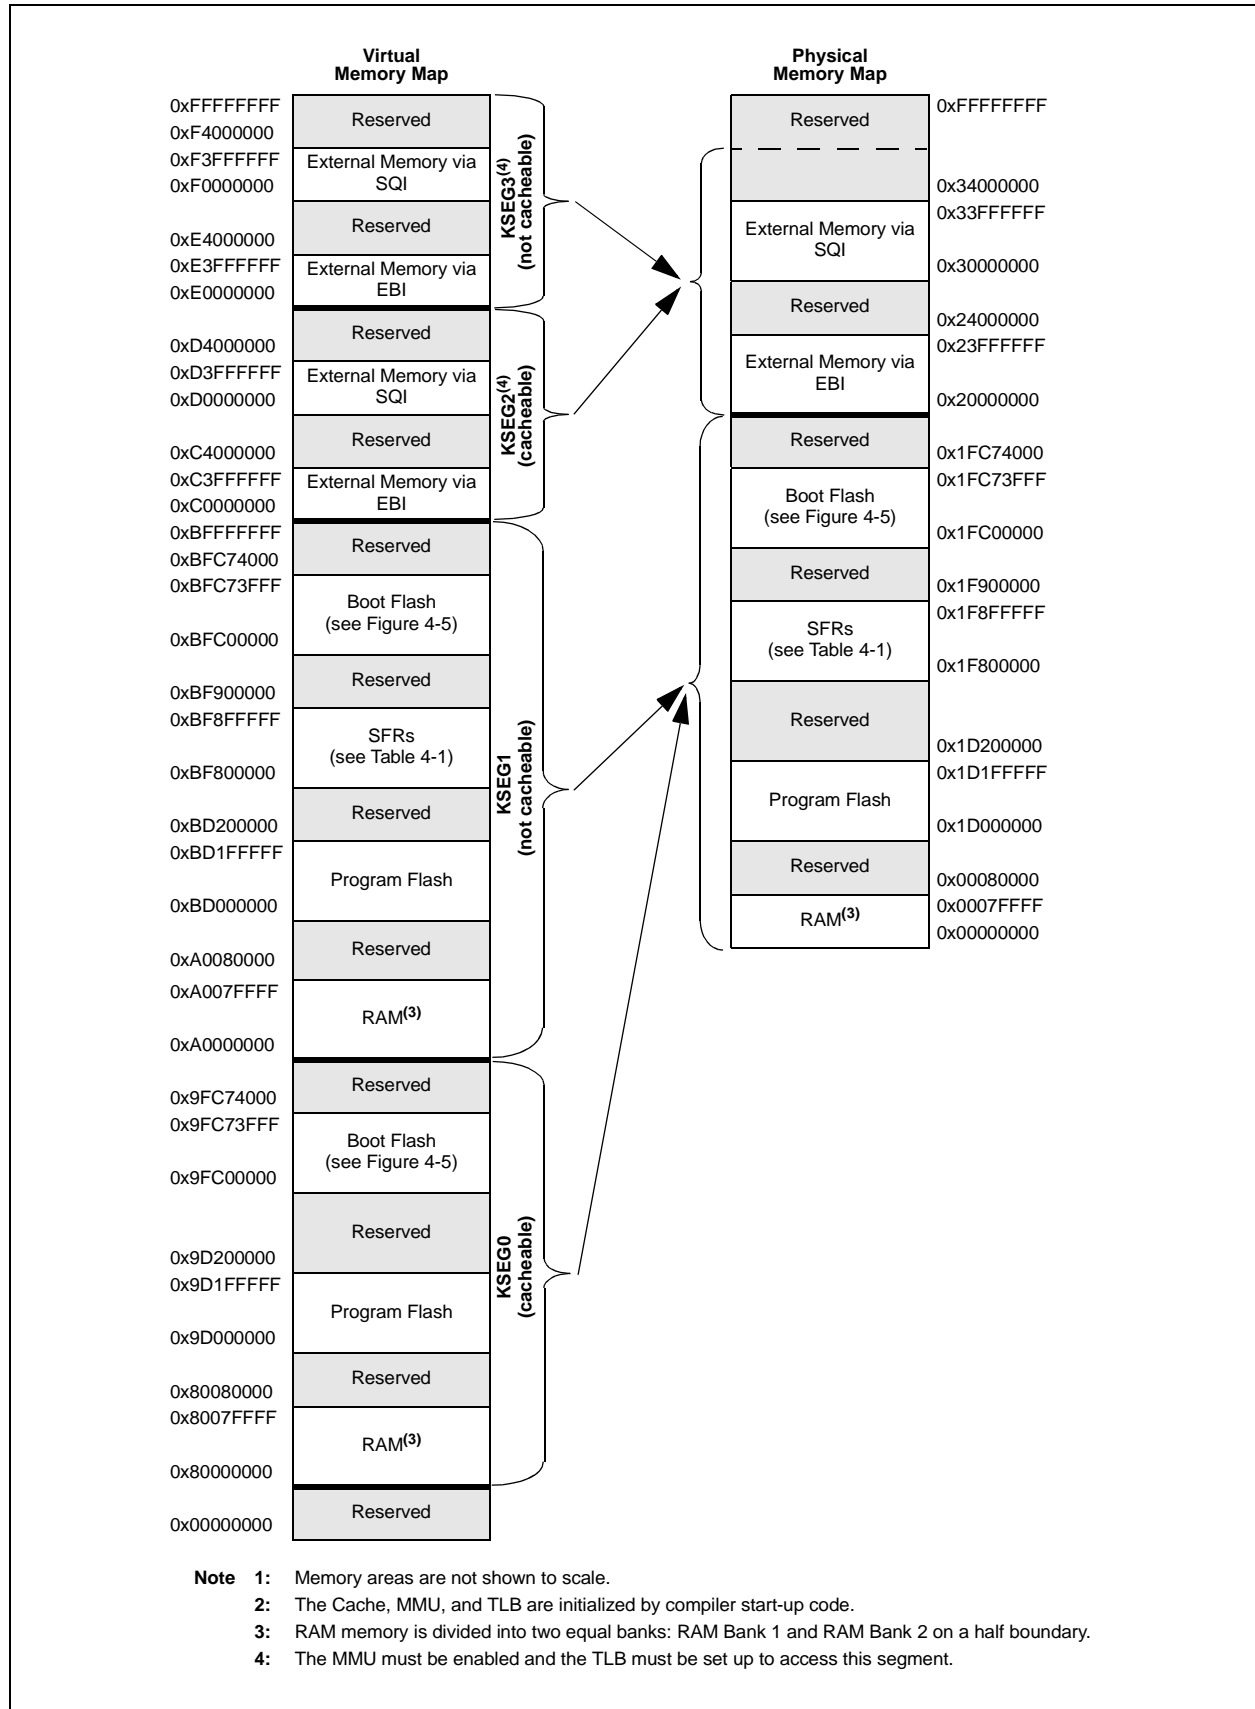 Virtual
Memory Map
0xFFFFFFFF
Reserved
0xF4000000
0xF3FFFFFF
External Memory via
SQI
0xF0000000
Reserved
0xE4000000
0xE3FFFFFF
External Memory via
EBI
0xE0000000
KSEG3(4)
(not cacheable)
Reserved
0xD4000000
0xD3FFFFFF
External Memory via
SQI
0xD0000000
Reserved
0xC4000000
0xC3FFFFFF
External Memory via
EBI
0xC0000000
KSEG2(4)
(cacheable)
0xBFFFFFFF
Reserved
0xBFC74000
0xBFC73FFF
Boot Flash
(see Figure 4-5)
0xBFC00000
Reserved
0xBF900000
0xBF8FFFFF
SFRs
(see Table 4-1)
0xBF800000
Reserved
0xBD200000
0xBD1FFFFF
Program Flash
0xBD000000
Reserved
0xA0080000
0xA007FFFF
RAM(3)
0xA0000000
KSEG1
(not cacheable)
Reserved
0x9FC74000
0x9FC73FFF
Boot Flash
(see Figure 4-5)
0x9FC00000
Reserved
0x9D200000
0x9D1FFFFF
Program Flash
0x9D000000
Reserved
0x80080000
0x8007FFFF
RAM(3)
0x80000000
KSEG0
(cacheable)
Reserved
0x00000000
Physical
Memory Map
0xFFFFFFFF
Reserved
0x34000000
0x33FFFFFF
External Memory via
SQI
0x30000000
Reserved
0x24000000
0x23FFFFFF
External Memory via
EBI
0x20000000
Reserved
0x1FC74000
0x1FC73FFF
Boot Flash
(see Figure 4-5)
0x1FC00000
Reserved
0x1F900000
0x1F8FFFFF
SFRs
(see Table 4-1)
0x1F800000
Reserved
0x1D200000
0x1D1FFFFF
Program Flash
0x1D000000
Reserved
0x00080000
0x0007FFFF
RAM(3)
0x00000000
Note 1: Memory areas are not shown to scale.
2: The Cache, MMU, and TLB are initialized by compiler start-up code.
3: RAM memory is divided into two equal banks: RAM Bank 1 and RAM Bank 2 on a half boundary.
4: The MMU must be enabled and the TLB must be set up to access this segment.